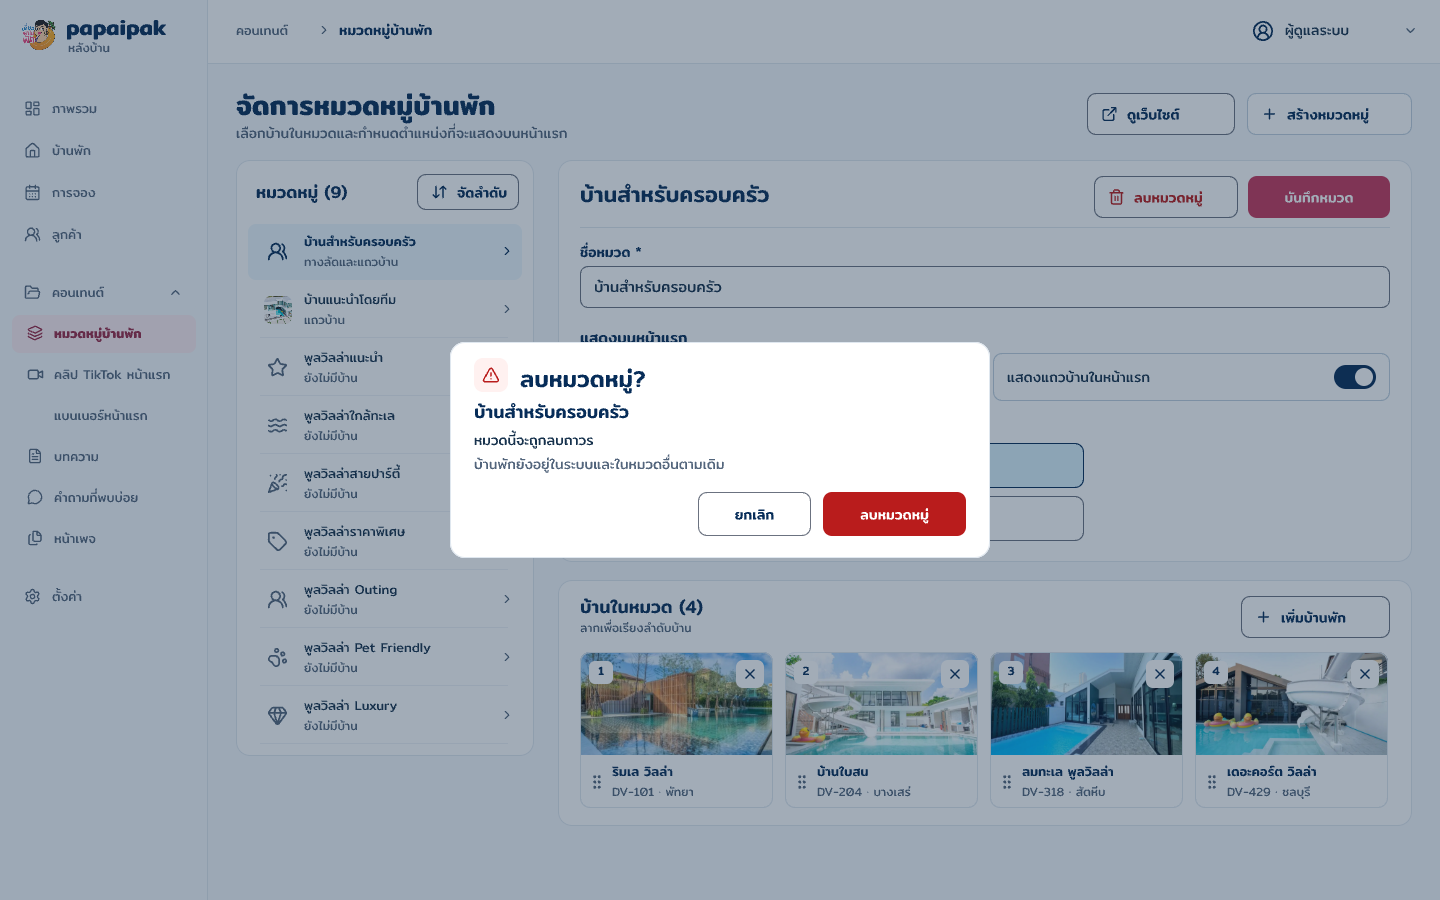 papaipak
หลังบ้าน
คอนเทนต์
หมวดหมู่บ้านพัก
ผู้ดูแลระบบ
ภาพรวม
บ้านพัก
การจอง
ลูกค้า
คอนเทนต์
หมวดหมู่บ้านพัก
คลิป TikTok หน้าแรก
แบนเนอร์หน้าแรก
บทความ
คำถามที่พบบ่อย
หน้าเพจ
ตั้งค่า
จัดการหมวดหมู่บ้านพัก
เลือกบ้านในหมวดและกำหนดตำแหน่งที่จะแสดงบนหน้าแรก
ดูเว็บไซต์
สร้างหมวดหมู่
หมวดหมู่ (9)
จัดลำดับ
บ้านสำหรับครอบครัว
ทางลัดและแถวบ้าน
บ้านแนะนำโดยทีม
แถวบ้าน
พูลวิลล่าแนะนำ
ยังไม่มีบ้าน
พูลวิลล่าใกล้ทะเล
ยังไม่มีบ้าน
พูลวิลล่าสายปาร์ตี้
ยังไม่มีบ้าน
พูลวิลล่าราคาพิเศษ
ยังไม่มีบ้าน
พูลวิลล่า Outing
ยังไม่มีบ้าน
พูลวิลล่า Pet Friendly
ยังไม่มีบ้าน
พูลวิลล่า Luxury
ยังไม่มีบ้าน
บ้านสำหรับครอบครัว
ลบหมวดหมู่
บันทึกหมวด
ชื่อหมวด *
บ้านสำหรับครอบครัว
แสดงบนหน้าแรก
แสดงแถวบ้านในหน้าแรก
ลบหมวดหมู่?
บ้านสำหรับครอบครัว
หมวดนี้จะถูกลบถาวร
บ้านพักยังอยู่ในระบบและในหมวดอื่นตามเดิม
ยกเลิก
ลบหมวดหมู่
บ้านในหมวด (4)
ลากเพื่อเรียงลำดับบ้าน
เพิ่มบ้านพัก
1
2
3
4
ริมเล วิลล่า
DV-101 · พัทยา
บ้านใบสน
DV-204 · บางเสร่
ลมทะเล พูลวิลล่า
DV-318 · สัตหีบ
เดอะคอร์ต วิลล่า
DV-429 · ชลบุรี